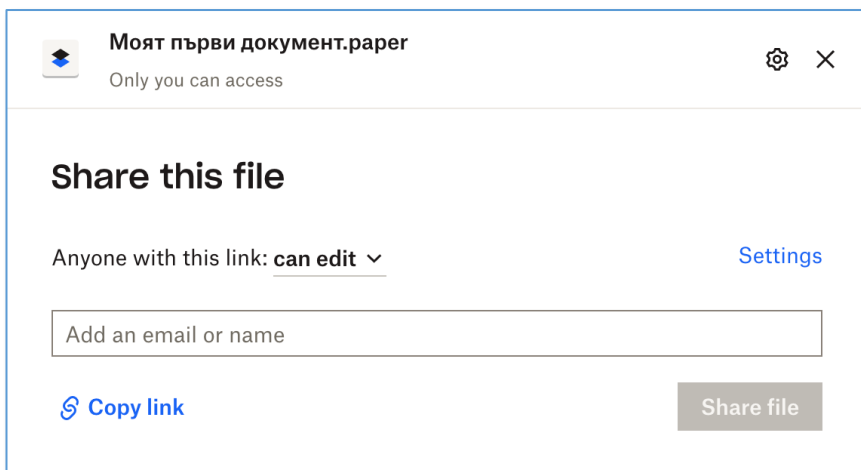 Моят първи документ.paper
Only you can access
Share this file
Anyone with this link: can edit
Settings
Add an email or name
Copy link
Share file